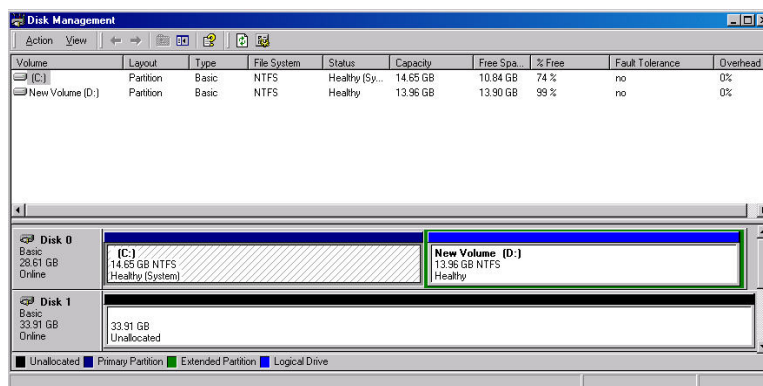 Disk Management
Action View
Volume Layout Type File System Status Capacity Free Spa... % Free Fault Tolerance Overhead
(C:) Partition Basic NTFS Healthy (Sy... 14.65 GB 10.84 GB 74 % no 0%
New Volume (D:) Partition Basic NTFS Healthy 13.96 GB 13.90 GB 99 % no 0%
Disk 0
Basic
28.61 GB
Online
(C:)
14.65 GB NTFS
Healthy (System)
New Volume (D:)
13.96 GB NTFS
Healthy
Disk 1
Basic
33.91 GB
Online
33.91 GB
Unallocated
Unallocated Primary Partition Extended Partition Logical Drive